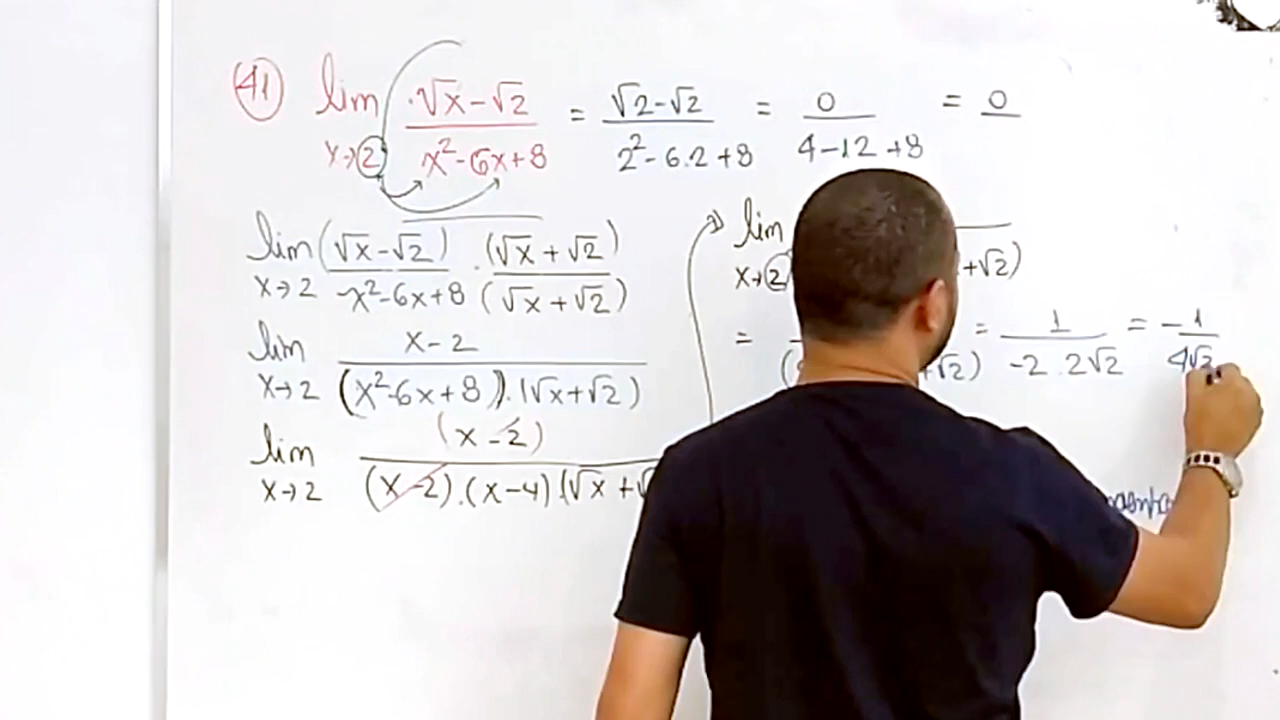 41 lim x→2 (√x-√2)/(x²-6x+8) = (√2-√2)/(2²-6.2+8) = 0/(4-12+8) = 0
lim x→2 (√x-√2)/(x²-6x+8) . (√x+√2)/(√x+√2)
lim x→2 (x-2)/((x²-6x+8).(√x+√2))
lim x→2 (x-2)/((x-2).(x-4).(√x+√
lim x→2 +√2)
= ( +√2) = 1/(-2.2√2) = -1/(4√2